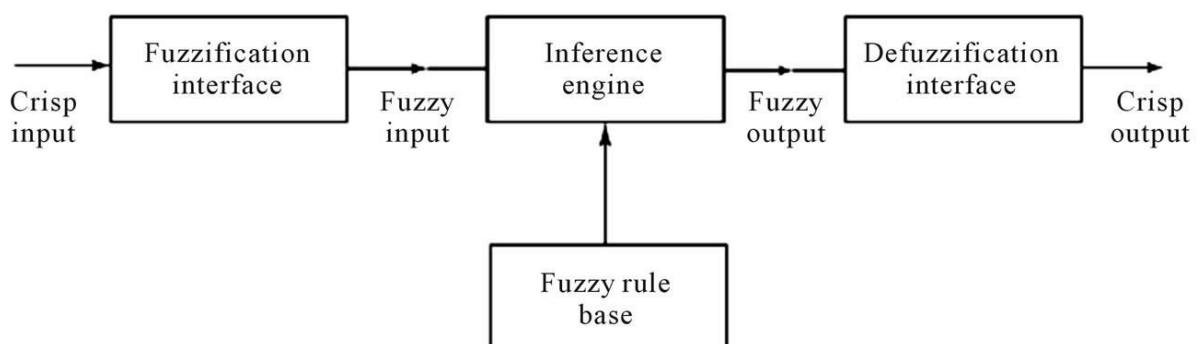 Fuzzification
interface
Inference
engine
Defuzzification
interface
Crisp
input
Fuzzy
input
Fuzzy
output
Crisp
output
Fuzzy rule
base